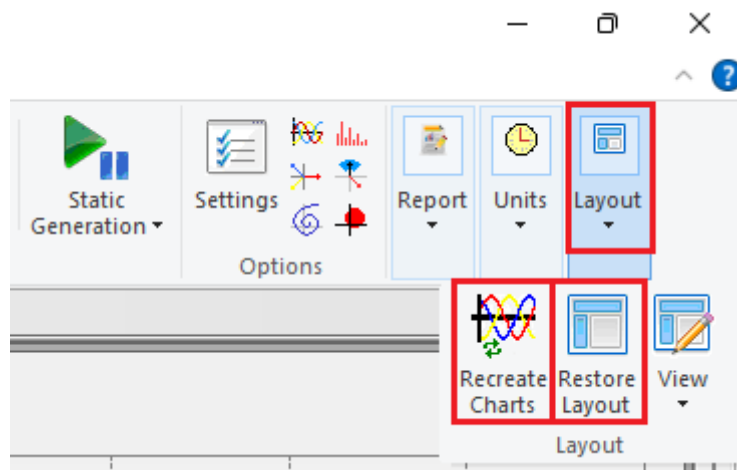 ?
Static
Generation
Settings
Report
Units
Layout
Options
Recreate
Charts
Restore
Layout
View
Layout